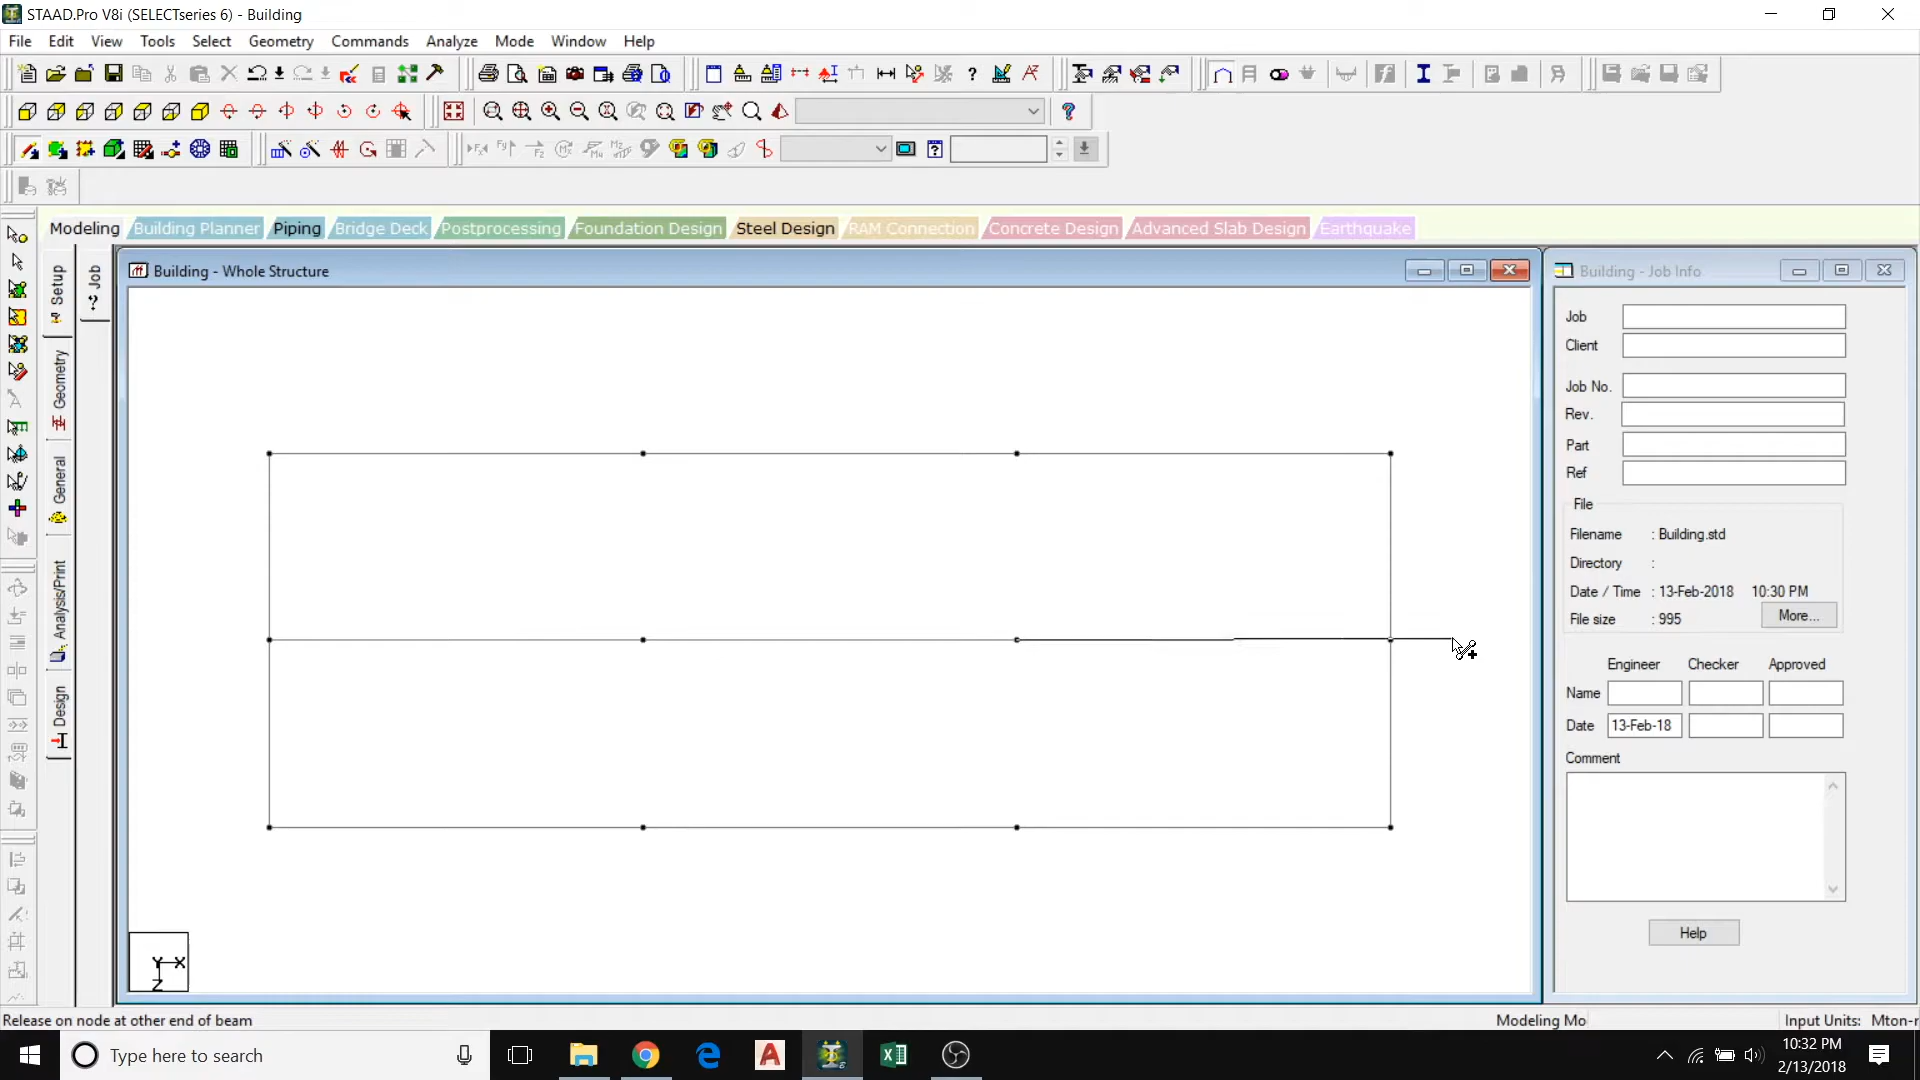 STAAD.Pro V8i (SELECTseries 6) - Building
File Edit View Tools Select Geometry Commands Analyze Mode Window Help
Modeling Building Planner Piping Bridge Deck Postprocessing Foundation Design Steel Design RAM Connection Concrete Design Advanced Slab Design Earthquake
Setup
Geometry
General
Analysis/Print
Design
Job
Building - Whole Structure
Y X
Z
Building - Job Info
Job
Client
Job No.
Rev.
Part
Ref
File
Filename : Building.std
Directory :
Date / Time : 13-Feb-2018 10:30 PM
File size : 995
More...
Engineer Checker Approved
Name
Date 13-Feb-18
Comment
Help
Release on node at other end of beam
Modeling Mo
Input Units: Mton-r
Type here to search
10:32 PM
2/13/2018